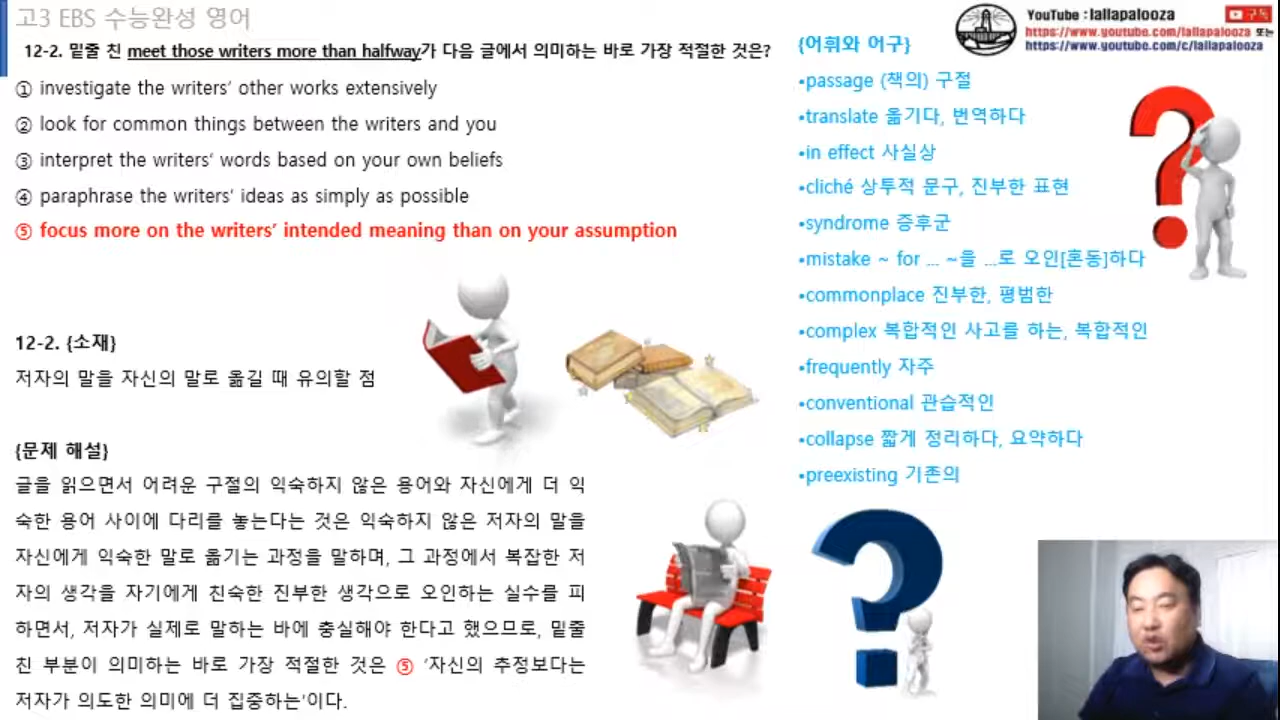 고3 EBS 수능완성 영어
12-2. 밑줄 친 meet those writers more than halfway가 다음 글에서 의미하는 바로 가장 적절한 것은?
① investigate the writers’ other works extensively
② look for common things between the writers and you
③ interpret the writers’ words based on your own beliefs
④ paraphrase the writers’ ideas as simply as possible
⑤ focus more on the writers’ intended meaning than on your assumption
12-2. {소재}
저자의 말을 자신의 말로 옮길 때 유의할 점
{문제 해설}
글을 읽으면서 어려운 구절의 익숙하지 않은 용어와 자신에게 더 익
숙한 용어 사이에 다리를 놓는다는 것은 익숙하지 않은 저자의 말을
자신에게 익숙한 말로 옮기는 과정을 말하며, 그 과정에서 복잡한 저
자의 생각을 자기에게 친숙한 진부한 생각으로 오인하는 실수를 피
하면서, 저자가 실제로 말하는 바에 충실해야 한다고 했으므로, 밑줄
친 부분이 의미하는 바로 가장 적절한 것은 ⑤ ‘자신의 추정보다는
저자가 의도한 의미에 더 집중하는’이다.
{어휘와 어구}
•passage (책의) 구절
•translate 옮기다, 번역하다
•in effect 사실상
•cliché 상투적 문구, 진부한 표현
•syndrome 증후군
•mistake ~ for ... ~을 ...로 오인[혼동]하다
•commonplace 진부한, 평범한
•complex 복합적인 사고를 하는, 복합적인
•frequently 자주
•conventional 관습적인
•collapse 짧게 정리하다, 요약하다
•preexisting 기존의
YouTube : lallapalooza
구독
https://www.youtube.com/lallapalooza 또는
https://www.youtube.com/c/lallapalooza